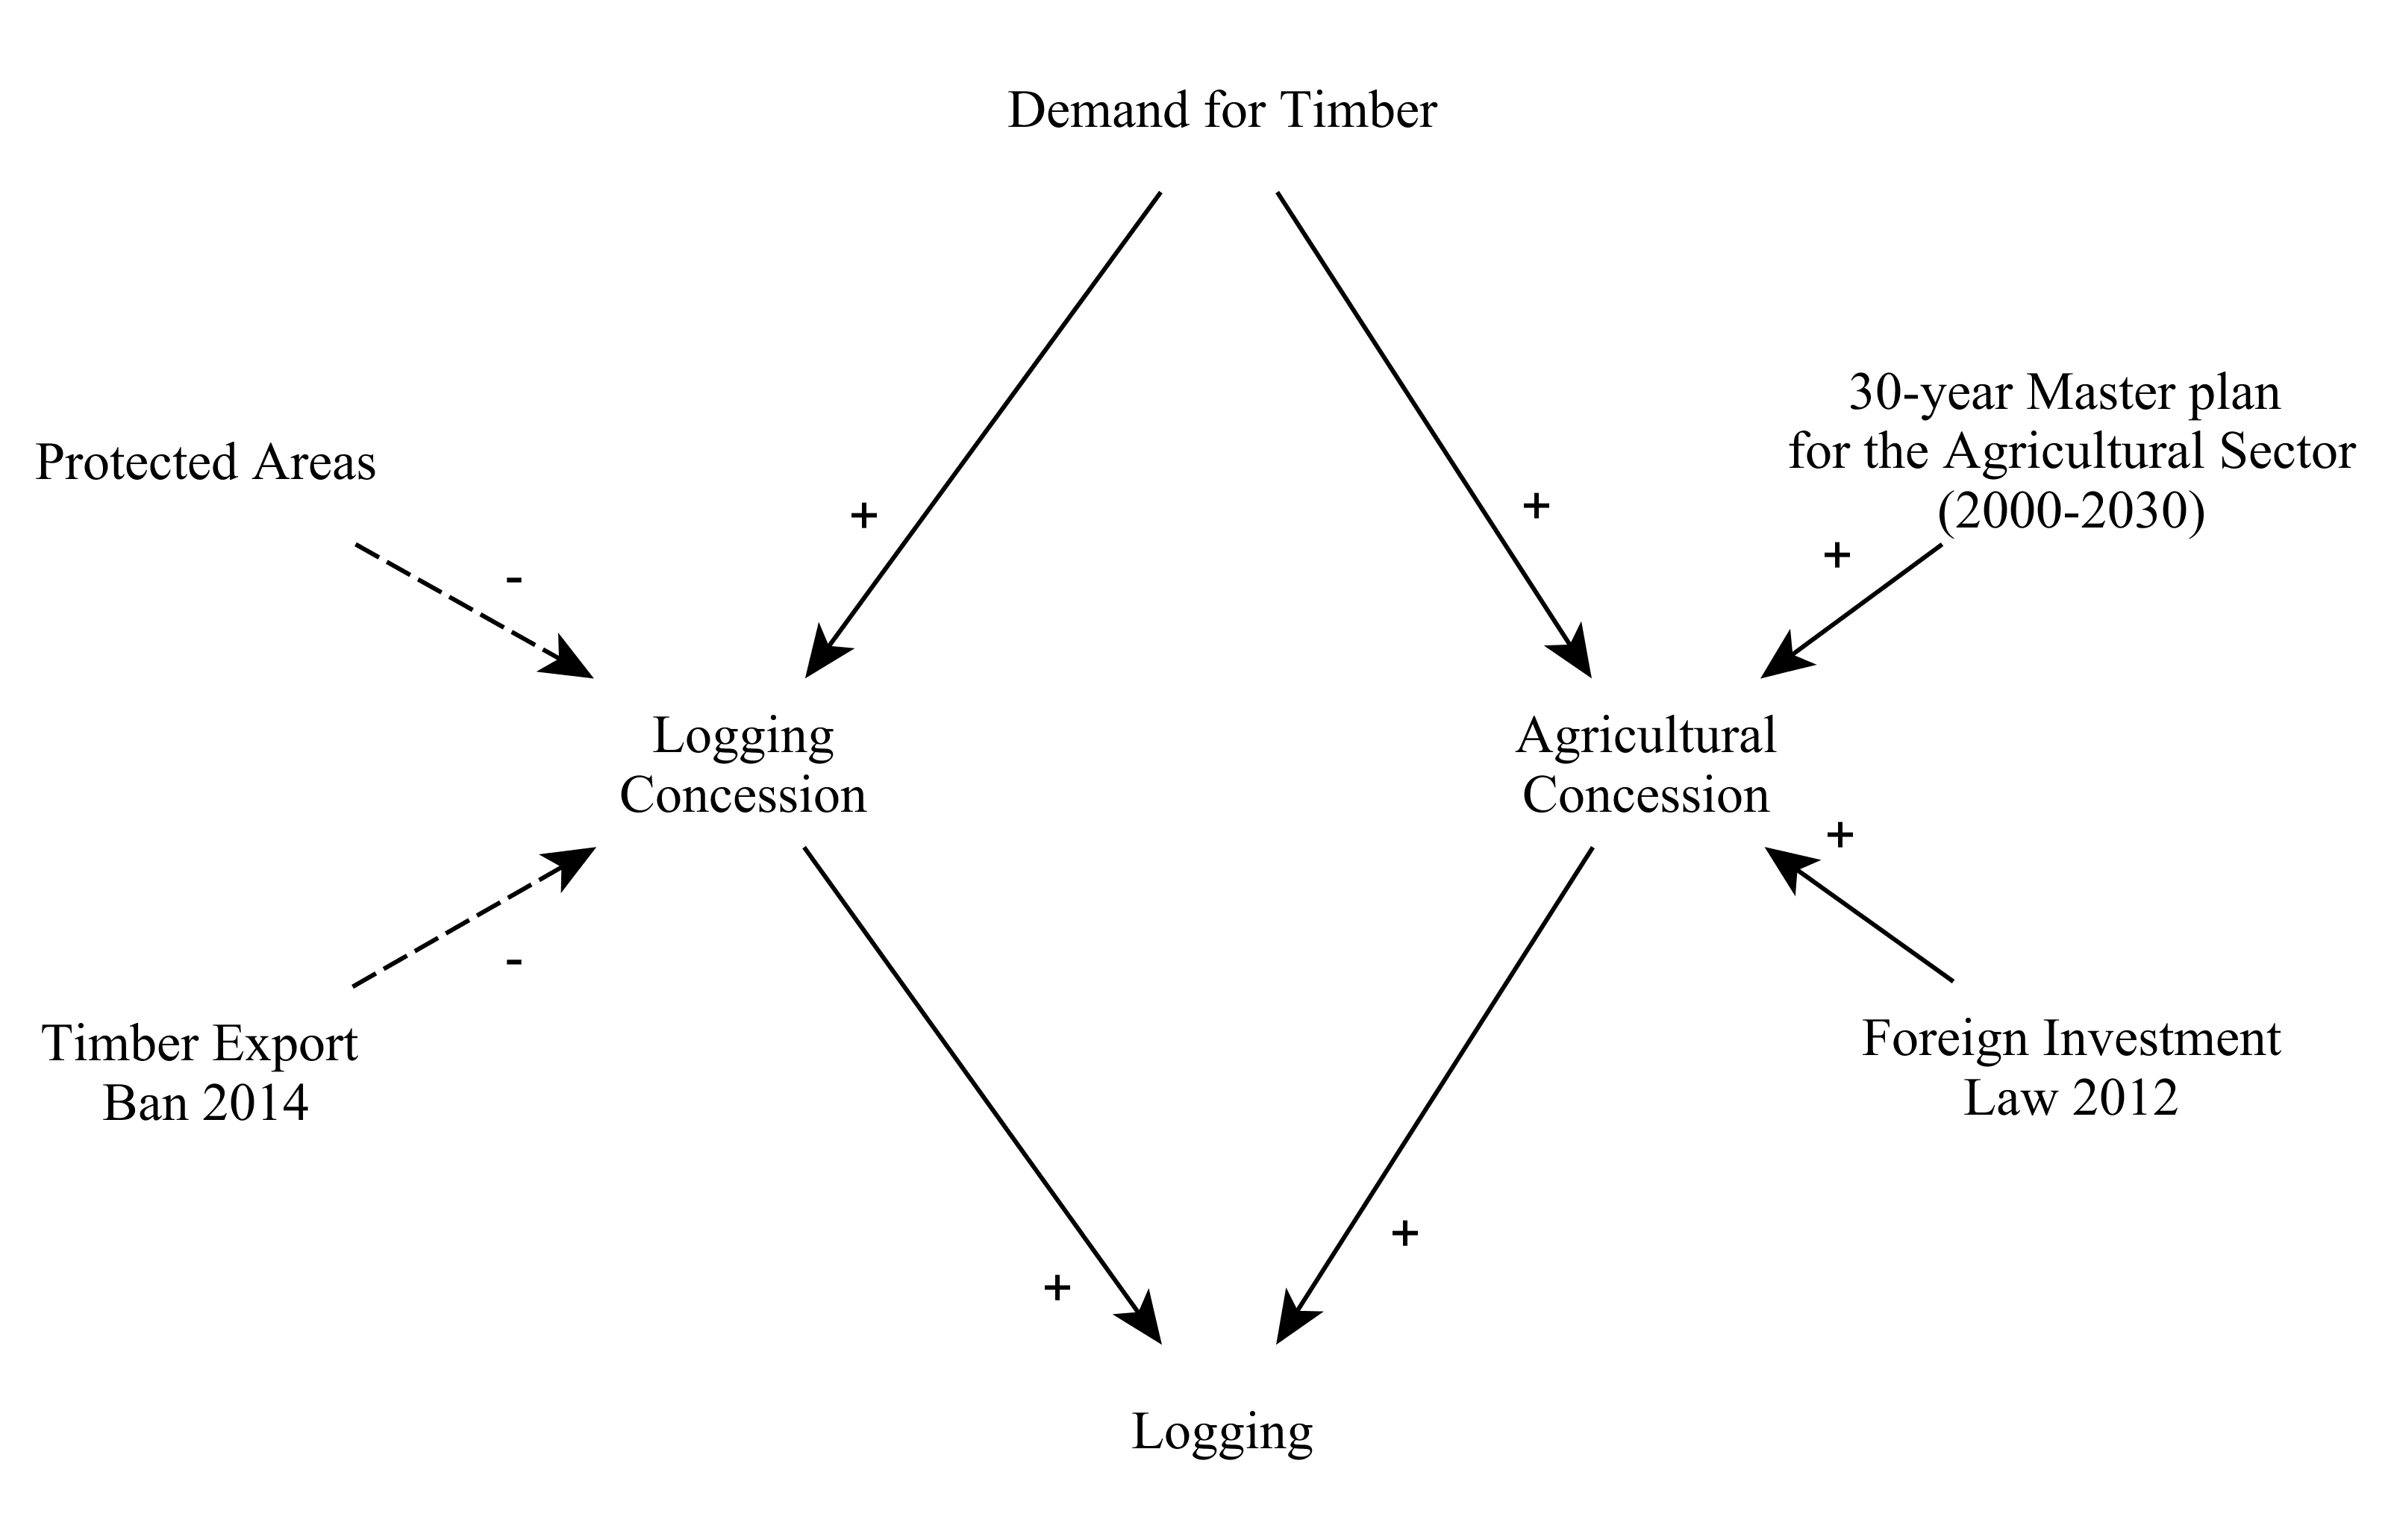 Demand for Timber
30-year Master plan
for the Agricultural Sector
(2000-2030)
Protected Areas
+
+
+
-
Logging
Concession
Agricultural
Concession
+
-
Timber Export
Ban 2014
Foreign Investment
Law 2012
+
+
Logging